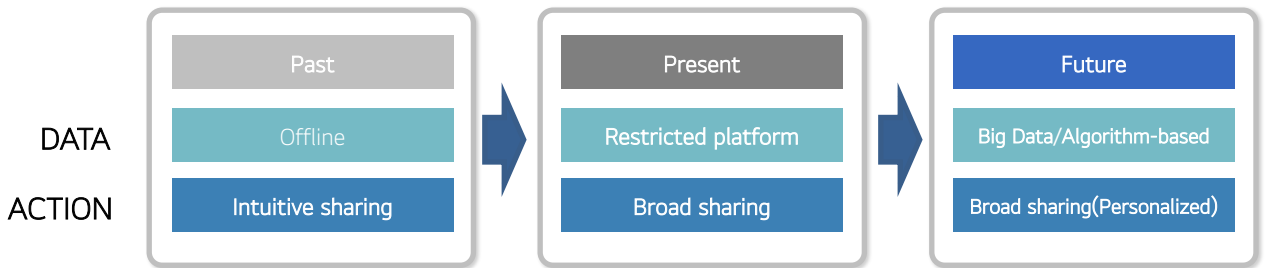 Past
Present
Future
DATA
Offline
Restricted platform
Big Data/Algorithm-based
ACTION
Intuitive sharing
Broad sharing
Broad sharing(Personalized)